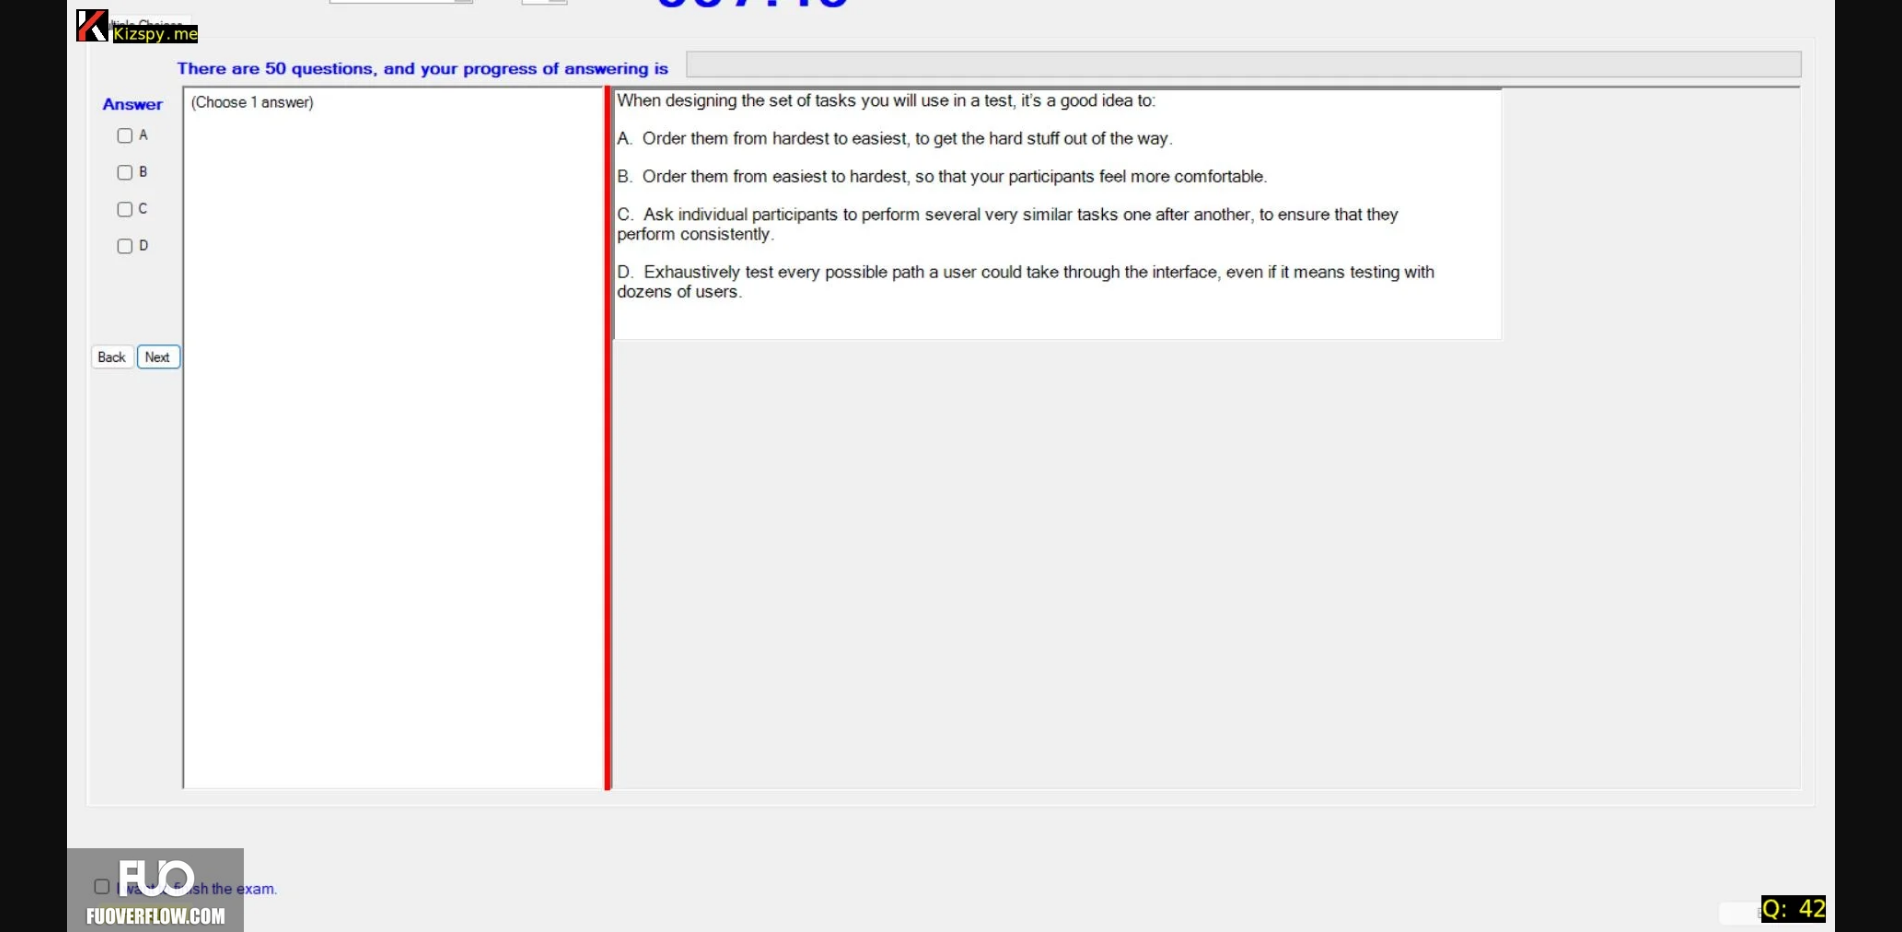 Kizspy.me
There are 50 questions, and your progress of answering is
Answer
(Choose 1 answer)
A
B
C
D
Back
Next
When designing the set of tasks you will use in a test, it's a good idea to:
A. Order them from hardest to easiest, to get the hard stuff out of the way.
B. Order them from easiest to hardest, so that your participants feel more comfortable.
C. Ask individual participants to perform several very similar tasks one after another, to ensure that they
perform consistently.
D. Exhaustively test every possible path a user could take through the interface, even if it means testing with
dozens of users.
FUO
the exam.
FUOVERFLOW.COM
Q: 42